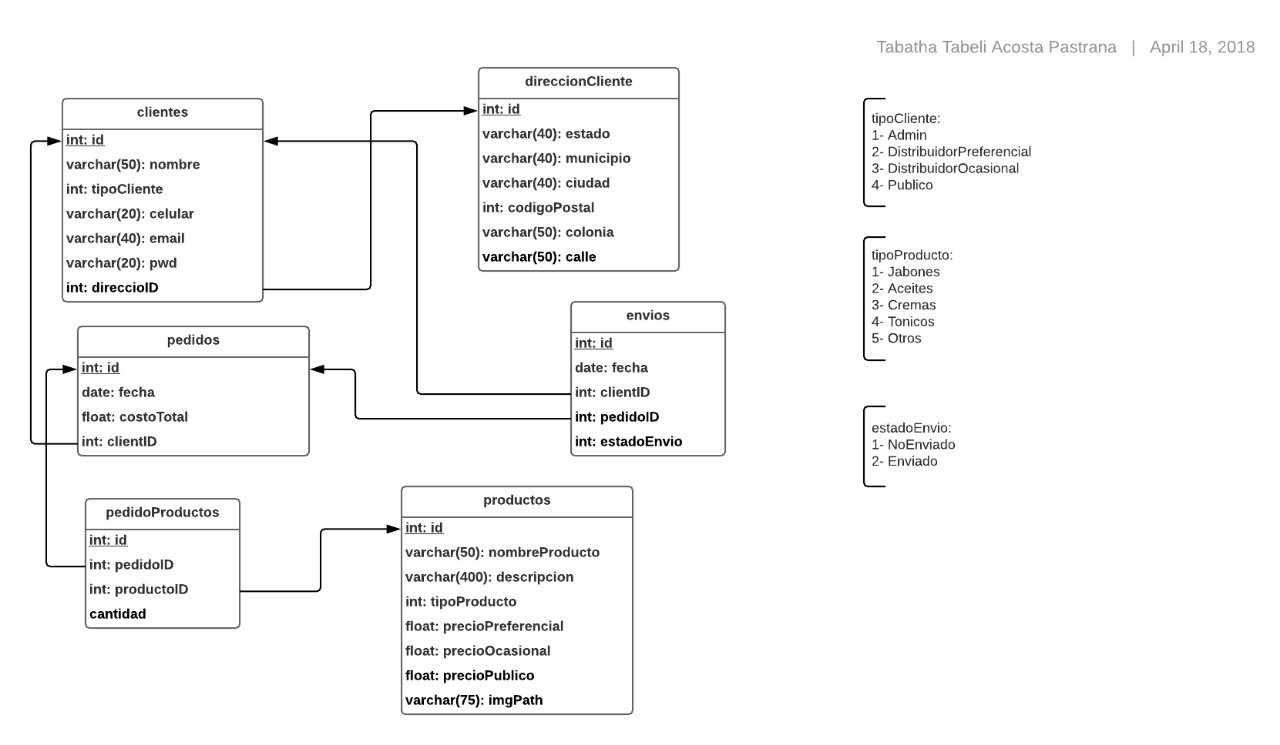 Tabatha Tabeli Acosta Pastrana | April 18, 2018
clientes
int: id
varchar(50): nombre
int: tipoCliente
varchar(20): celular
varchar(40): email
varchar(20): pwd
int: direccioID
direccionCliente
int: id
varchar(40): estado
varchar(40): municipio
varchar(40): ciudad
int: codigoPostal
varchar(50): colonia
varchar(50): calle
pedidos
int: id
date: fecha
float: costoTotal
int: clientID
envios
int: id
date: fecha
int: clientID
int: pedidoID
int: estadoEnvio
pedidoProductos
int: id
int: pedidoID
int: productoID
cantidad
productos
int: id
varchar(50): nombreProducto
varchar(400): descripcion
int: tipoProducto
float: precioPreferencial
float: precioOcasional
float: precioPublico
varchar(75): imgPath
tipoCliente:
1- Admin
2- DistribuidorPreferencial
3- DistribuidorOcasional
4- Publico
tipoProducto:
1- Jabones
2- Aceites
3- Cremas
4- Tonicos
5- Otros
estadoEnvio:
1- NoEnviado
2- Enviado